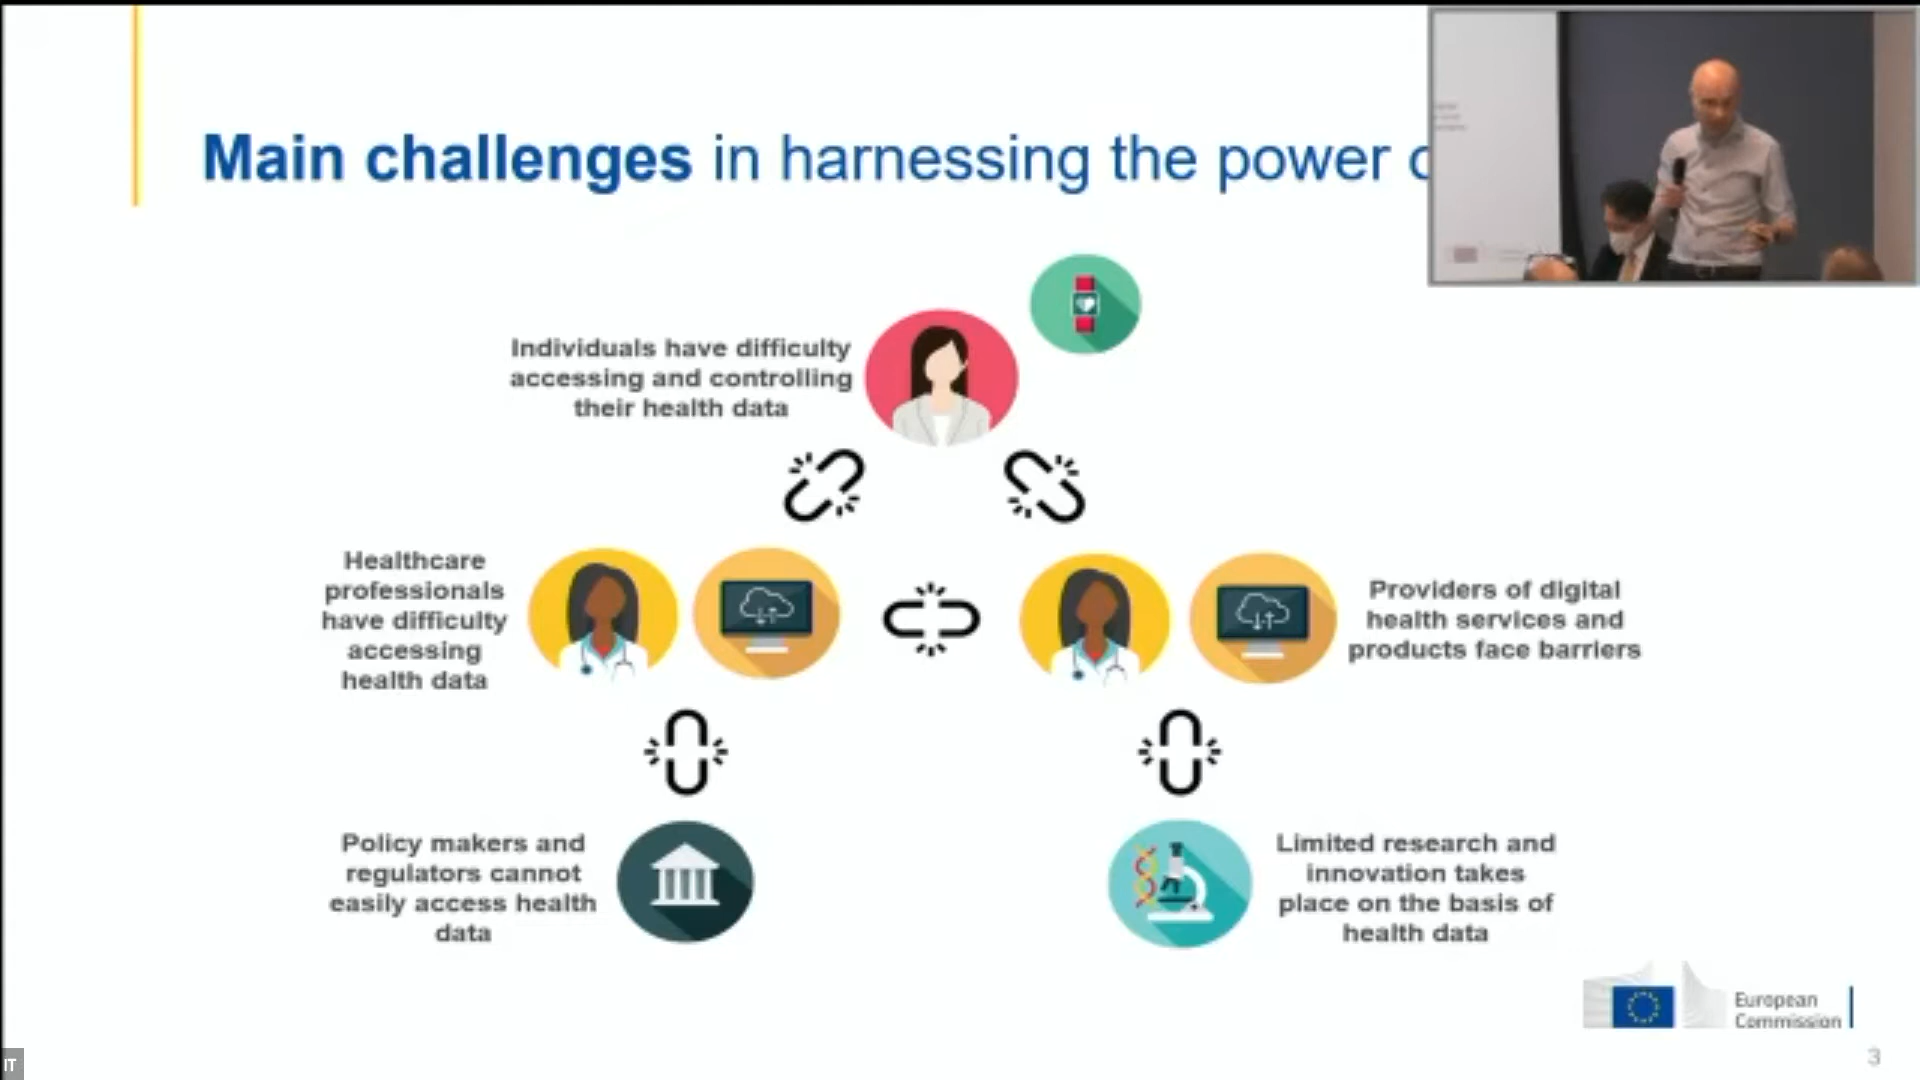 Main challenges in harnessing the power
Individuals have difficulty
accessing and controlling
their health data
Healthcare
professionals
have difficulty
accessing
health data
Providers of digital
health services and
products face barriers
Policy makers and
regulators cannot
easily access health
data
Limited research and
innovation takes
place on the basis of
health data
European
Commission
3
IT